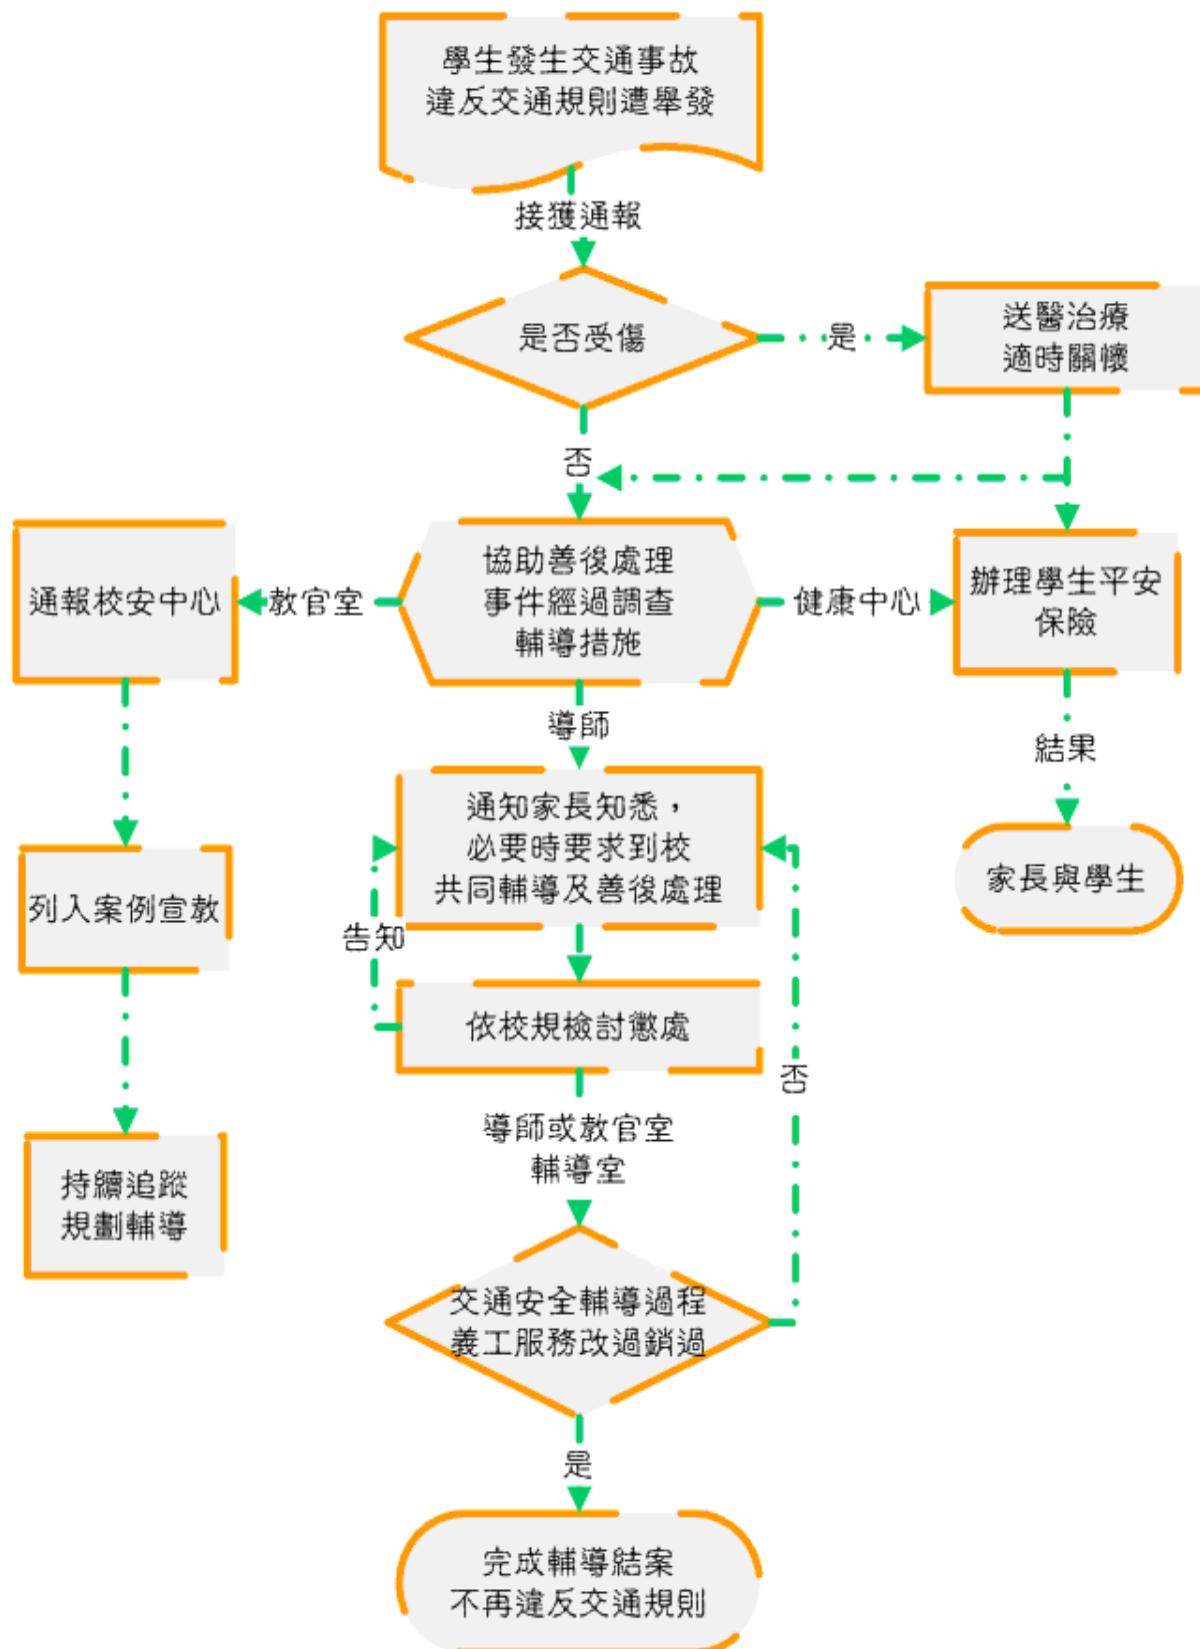 學生發生交通事故
違反交通規則遭舉發
接獲通報
是否受傷
是
送醫治療
適時關懷
否
協助善後處理
事件經過調查
輔導措施
教官室
通報校安中心
健康中心
辦理學生平安
保險
導師
結果
通知家長知悉，
必要時要求到校
共同輔導及善後處理
家長與學生
列入案例宣教
告知
依校規檢討懲處
否
導師或教官室
輔導室
持續追蹤
規劃輔導
交通安全輔導過程
義工服務改過銷過
是
完成輔導結案
不再違反交通規則